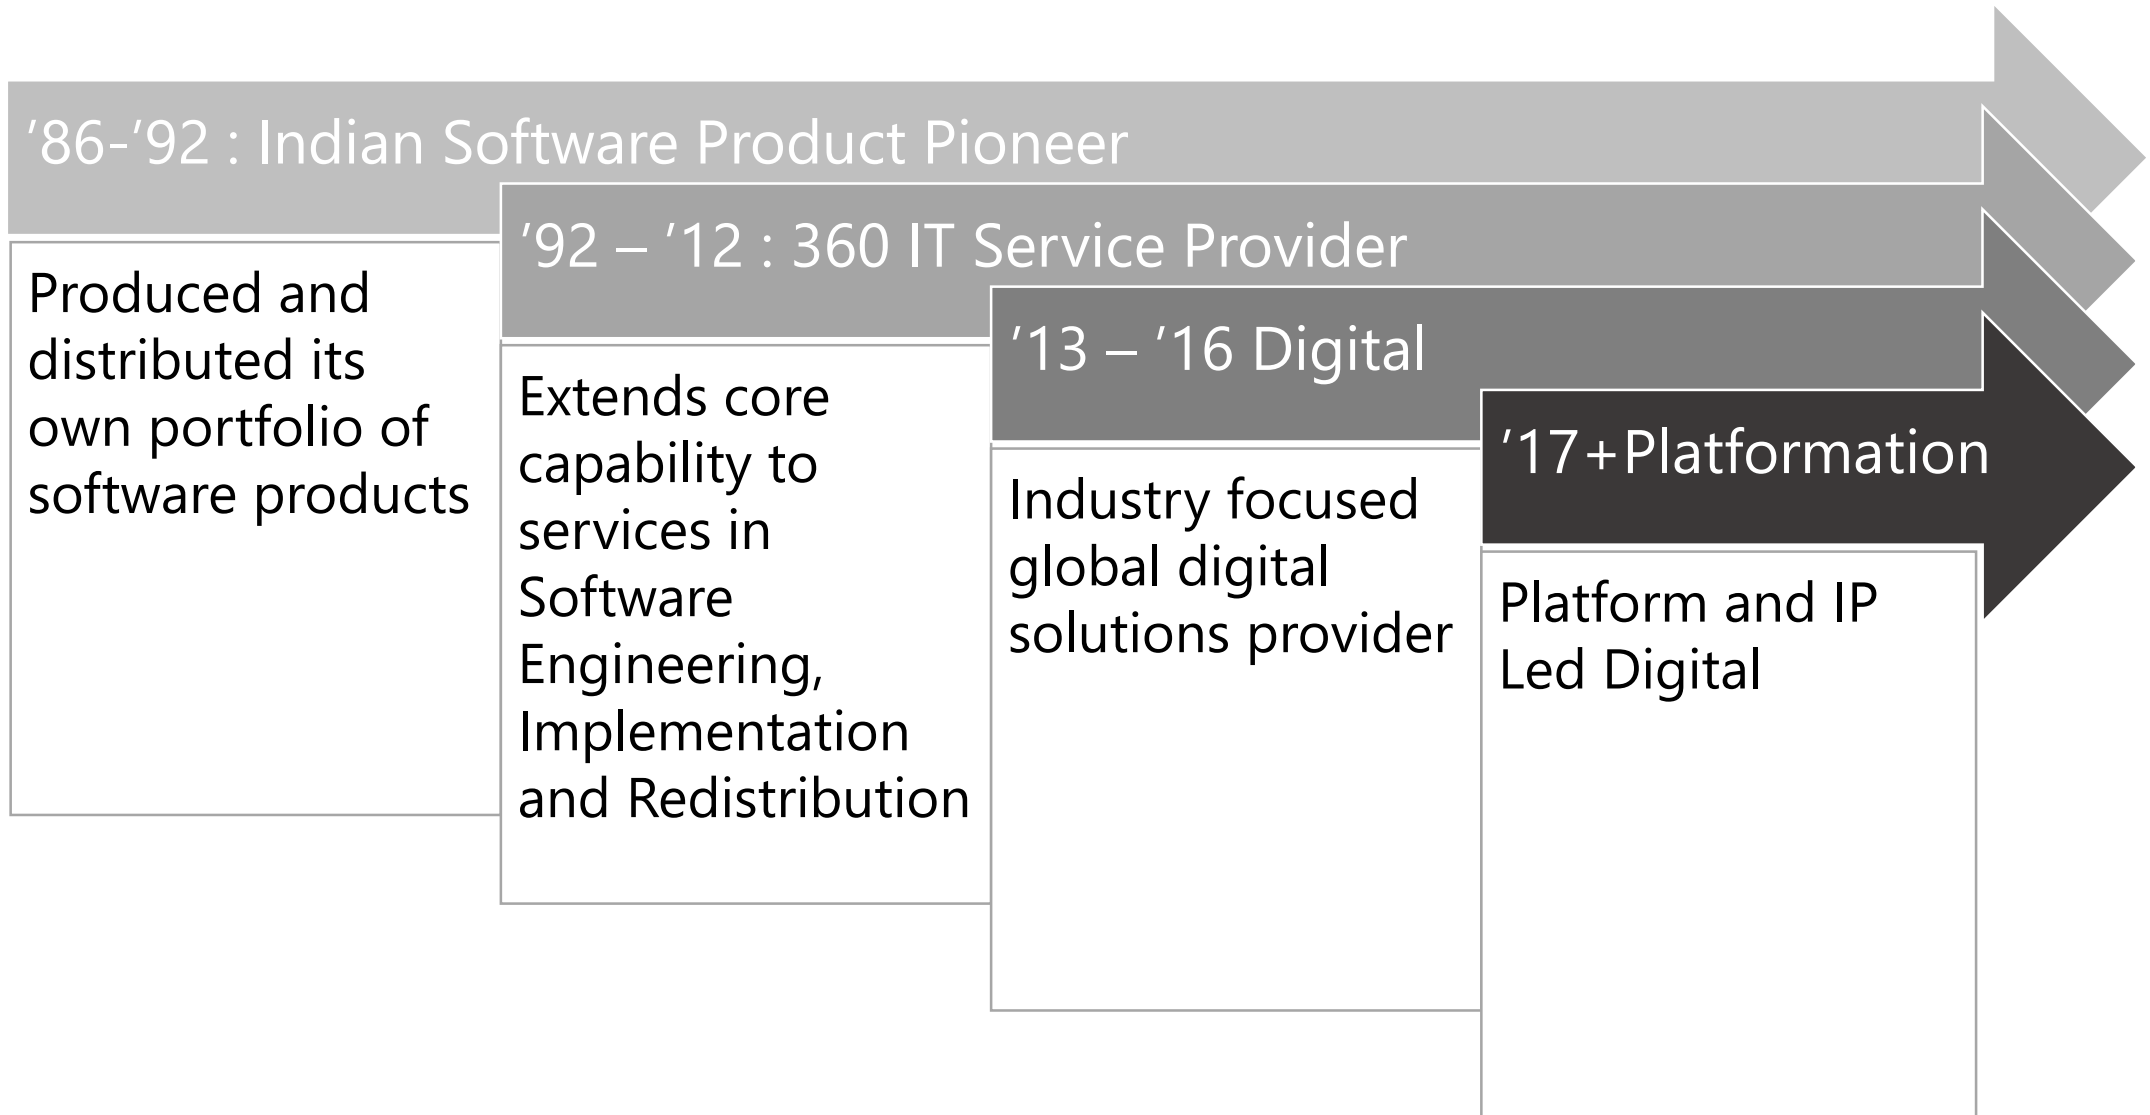 ’86-’92 : Indian Software Product Pioneer
Produced and
distributed its
own portfolio of
software products
’92 – ’12 : 360 IT Service Provider
Extends core
capability to
services in
Software
Engineering,
Implementation
and Redistribution
’13 – ’16 Digital
Industry focused
global digital
solutions provider
’17+Platformation
Platform and IP
Led Digital